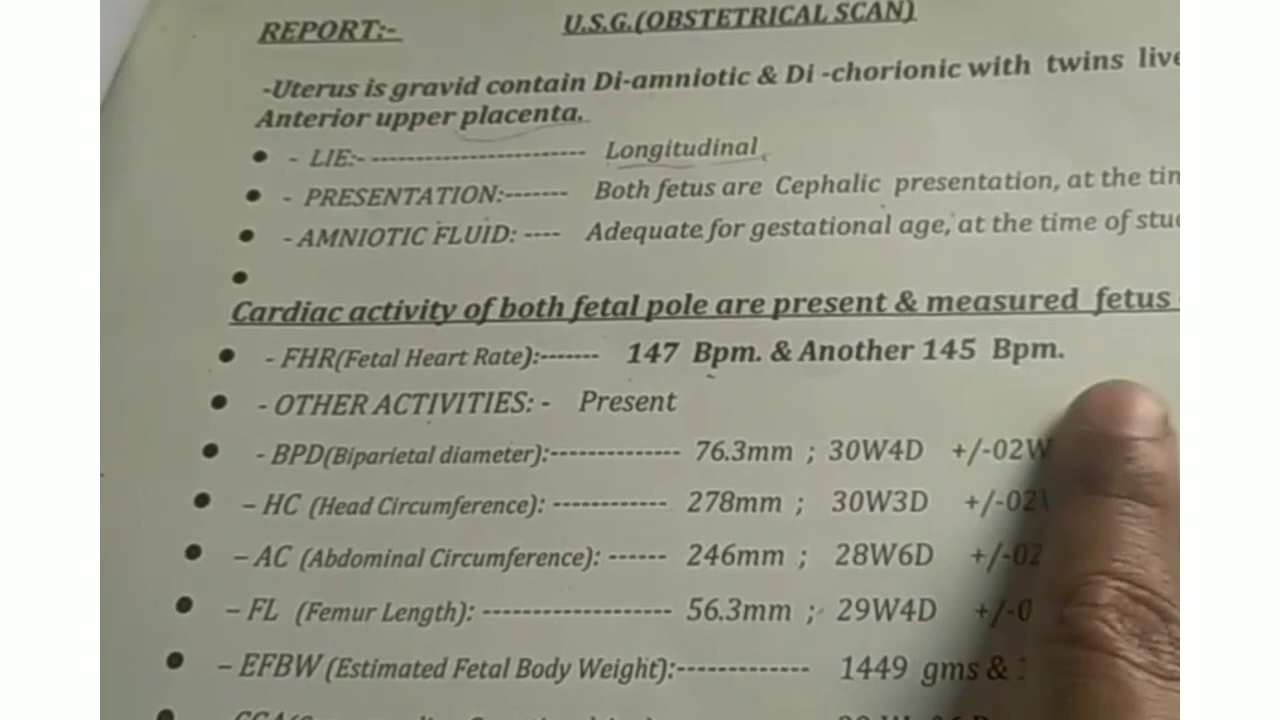 REPORT:- U.S.G.(OBSTETRICAL SCAN)
-Uterus is gravid contain Di-amniotic & Di -chorionic with twins live
Anterior upper placenta.
• - LIE:- ------------------------ Longitudinal
• - PRESENTATION:------- Both fetus are Cephalic presentation, at the
• - AMNIOTIC FLUID: ---- Adequate for gestational age, at the time of
•
Cardiac activity of both fetal pole are present & measured fetus
• - FHR(Fetal Heart Rate):------- 147 Bpm. & Another 145 Bpm.
• - OTHER ACTIVITIES: - Present
• - BPD(Biparietal diameter):-------------- 76.3mm ; 30W4D +/-02W
• – HC (Head Circumference): ------------ 278mm ; 30W3D +/-02
• – AC (Abdominal Circumference): ------ 246mm ; 28W6D +/-02
• – FL (Femur Length): ------------------- 56.3mm ; 29W4D +/-0
• – EFBW (Estimated Fetal Body Weight):------------- 1449 gms &